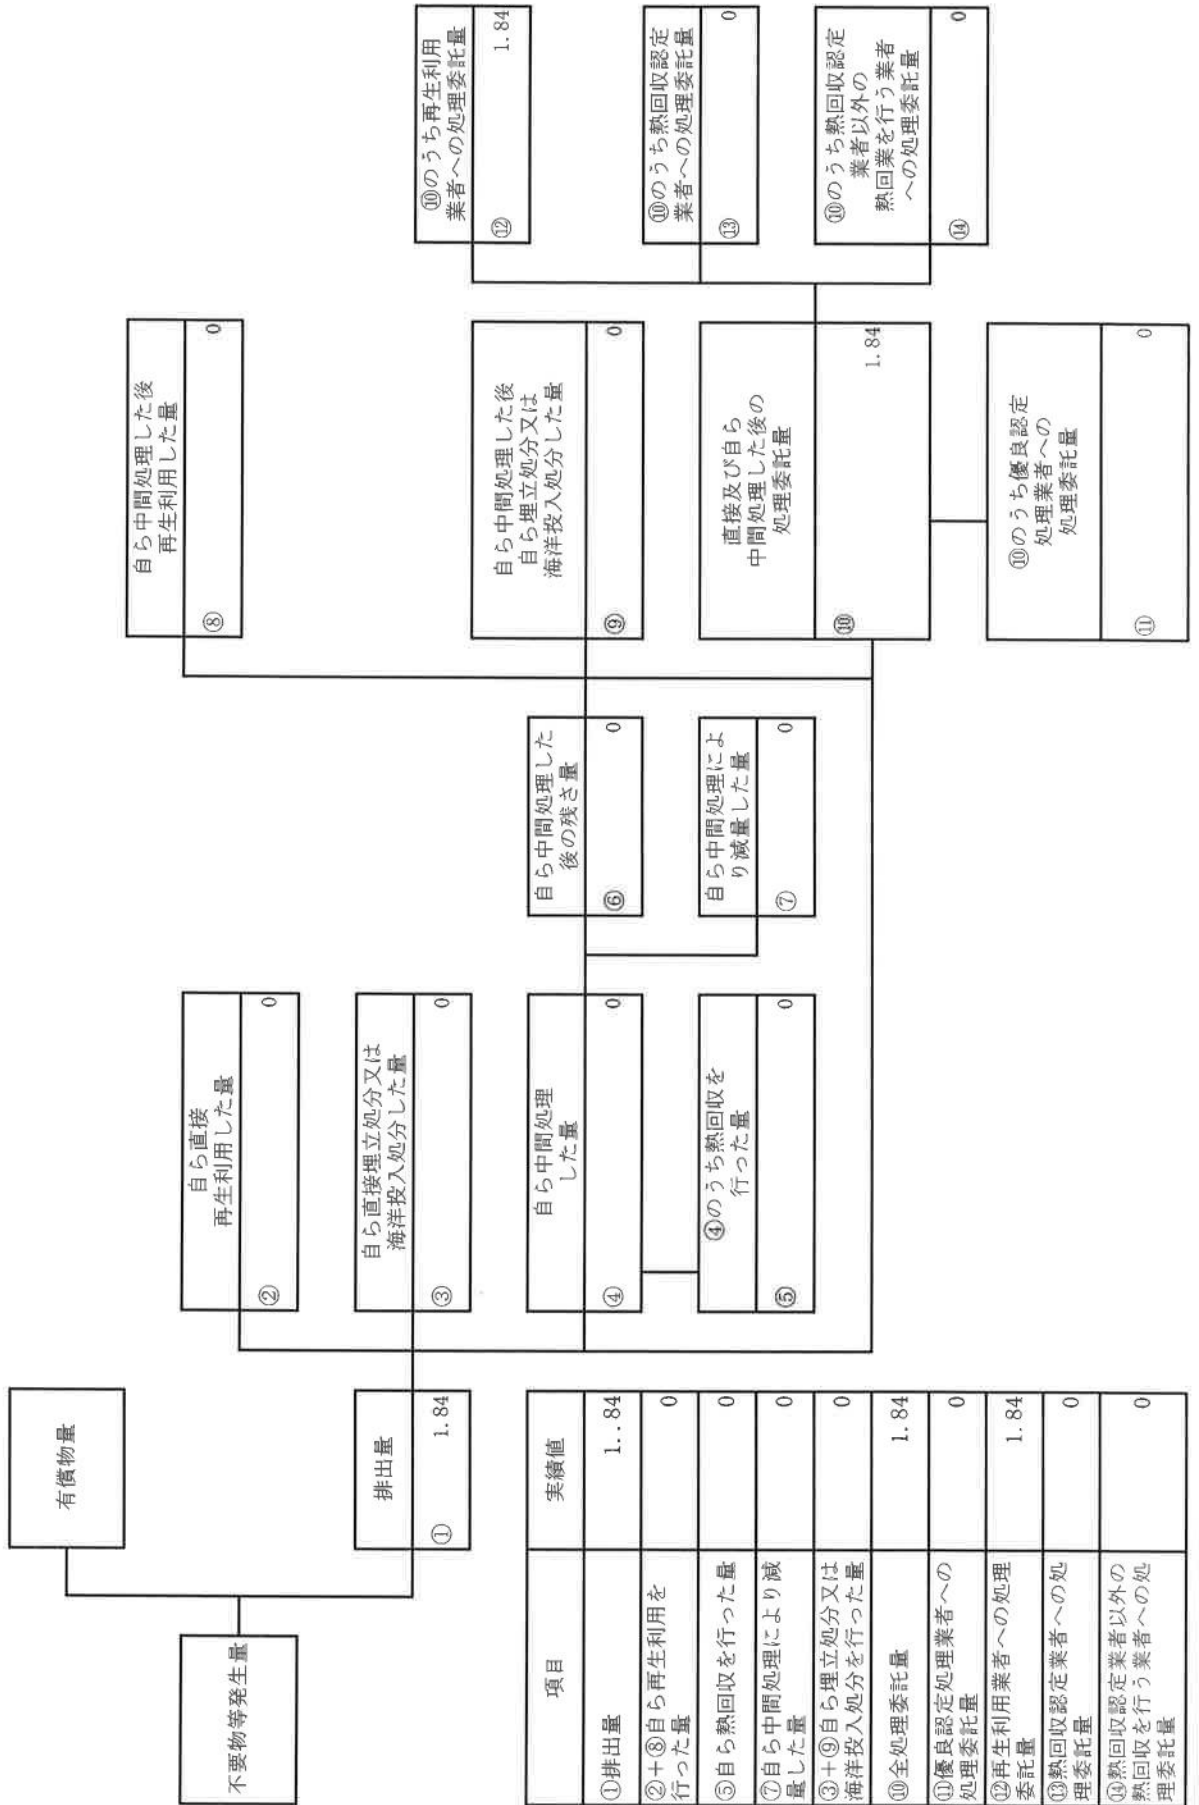 不要物等発生量
有償物量
排出量
① 1.84
自ら直接
再生利用した量
② 0
自ら直接埋立処分又は
海洋投入処分した量
③ 0
自ら中間処理
した量
④ 0
④のうち熱回収を
行った量
⑤ 0
自ら中間処理した
後の残さ量
⑥ 0
自ら中間処理によ
り減量した量
⑦ 0
自ら中間処理した後
再生利用した量
⑧ 0
自ら中間処理した後
自ら埋立処分又は
海洋投入処分した量
⑨ 0
直接及び自ら
中間処理した後の
処理委託量
⑩ 1.84
⑩のうち優良認定
処理業者への
処理委託量
⑪ 0
⑩のうち再生利用
業者への処理委託量
⑫ 1.84
⑩のうち熱回収認定
業者への処理委託量
⑬ 0
⑩のうち熱回収認定
業者以外の
熱回業を行う業者
への処理委託量
⑭ 0
項目 実績値
①排出量 1..84
②+⑧自ら再生利用を
行った量 0
⑤自ら熱回収を行った量 0
⑦自ら中間処理により減
量した量 0
③+⑨自ら埋立処分又は
海洋投入処分を行った量 0
⑩全処理委託量 1.84
⑪優良認定処理業者への
処理委託量 0
⑫再生利用業者への処理
委託量 1.84
⑬熱回収認定業者への処
理委託量 0
⑭熱回収認定業者以外の
熱回収を行う業者への処
理委託量 0